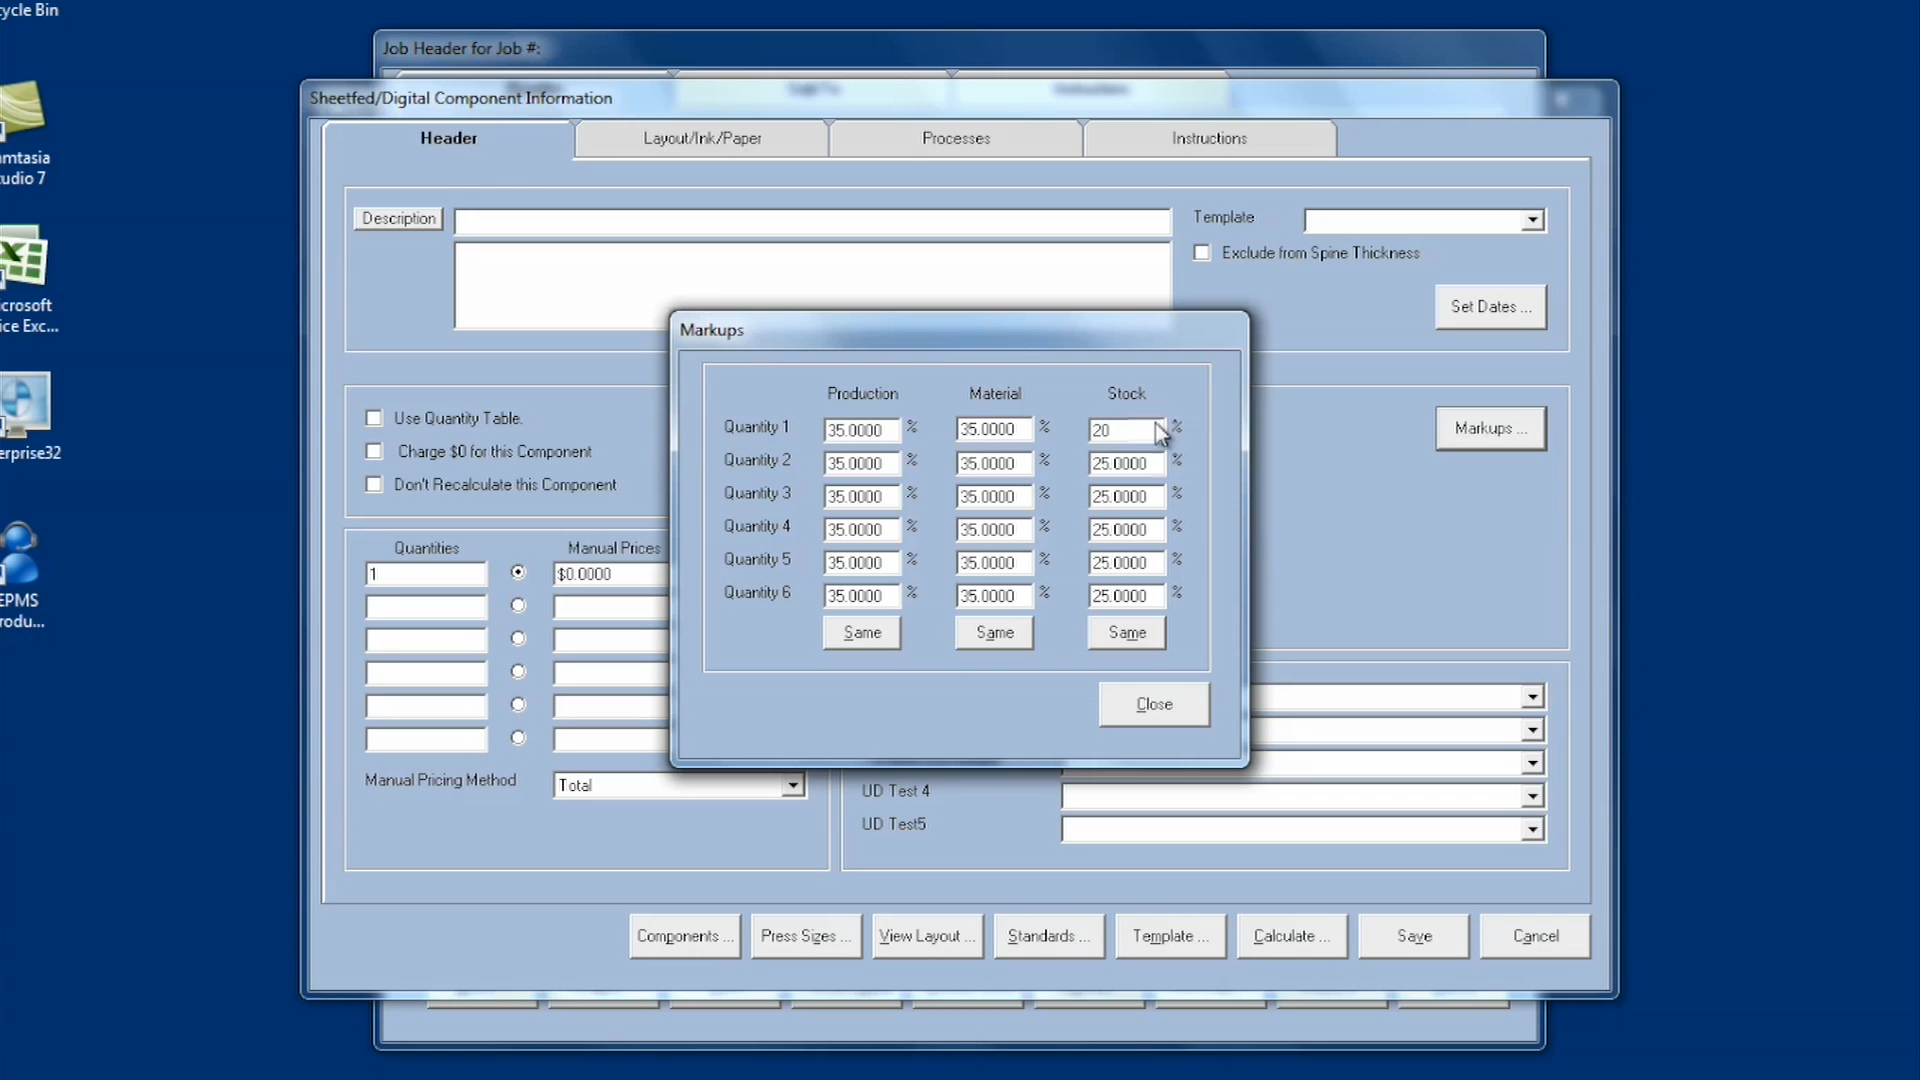 cycle Bin
Job Header for Job #:
Sheetfed/Digital Component Information
Header
Layout/Ink/Paper
Processes
Instructions
amtasia
tudio 7
Description
Template
Exclude from Spine Thickness
Set Dates ...
icrosoft
ice Exc...
Markups
Production
Material
Stock
Quantity 1
35.0000 %
35.0000 %
20 %
Quantity 2
35.0000 %
35.0000 %
25.0000 %
Quantity 3
35.0000 %
35.0000 %
25.0000 %
Quantity 4
35.0000 %
35.0000 %
25.0000 %
Quantity 5
35.0000 %
35.0000 %
25.0000 %
Quantity 6
35.0000 %
35.0000 %
25.0000 %
Same
Same
Same
Close
Use Quantity Table.
Charge $0 for this Component
Don't Recalculate this Component
Markups ...
erprise32
Quantities
Manual Prices
1
$0.0000
EPMS
rodu...
Manual Pricing Method
Total
UD Test 4
UD Test5
Components ...
Press Sizes ...
View Layout ...
Standards ...
Template ...
Calculate ...
Save
Cancel